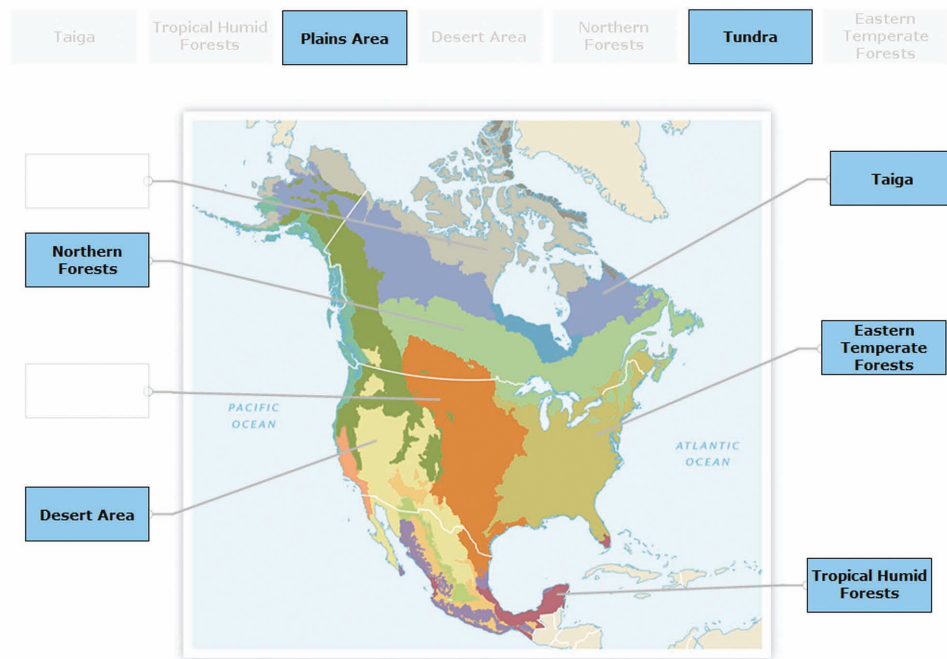 Taiga
Tropical Humid
Forests
Plains Area
Desert Area
Northern
Forests
Tundra
Eastern
Temperate
Forests
Taiga
Northern
Forests
Eastern
Temperate
Forests
PACIFIC
OCEAN
ATLANTIC
OCEAN
Desert Area
Tropical Humid
Forests